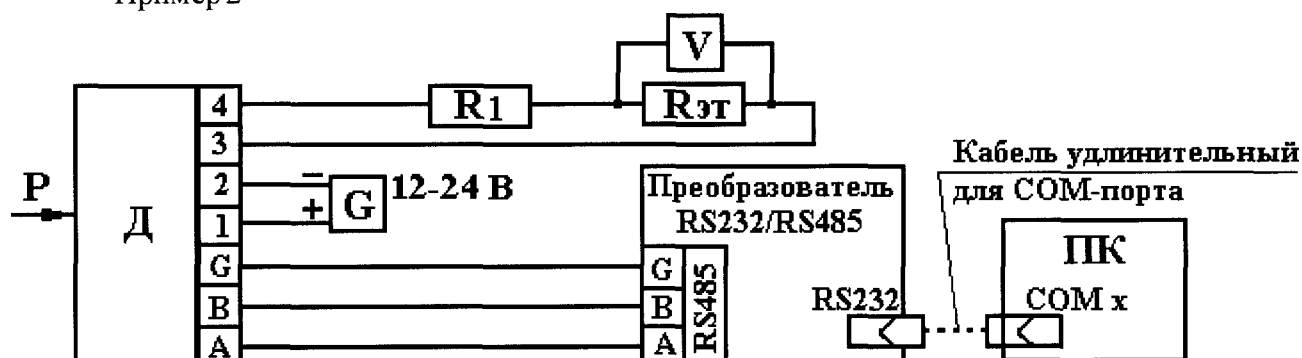 Пример 2
V
4
R1
Rэт
3
P
Д
2
−
G
12-24 В
1
+
Преобразователь
RS232/RS485
Кабель удлинительный
для COM-порта
ПК
G
G
RS485
B
B
RS232
COM x
A
A